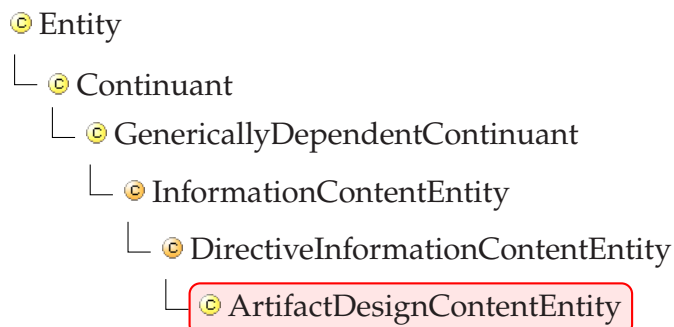 Entity
Continuant
GenericallyDependentContinuant
InformationContentEntity
DirectiveInformationContentEntity
ArtifactDesignContentEntity